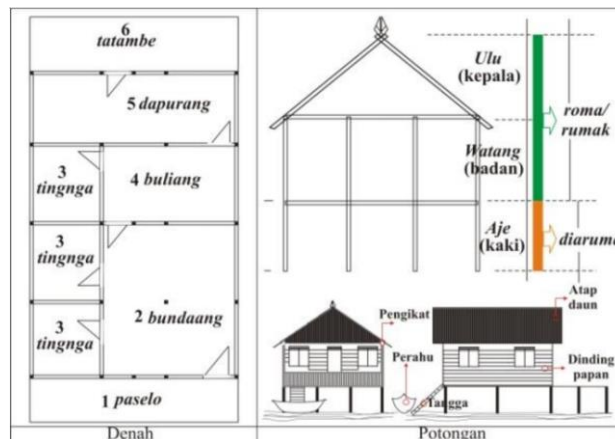 6
tatambe
5 dapurang
3
tingnga
4 buliang
3
tingnga
2 bundaang
3
tingnga
1 paselo
Denah
Ulu
(kepala)
roma/
rumak
Watang
(badan)
Aje
(kaki)
diaruma
Pengikat
Atap
daun
Perahu
Dinding
papan
Tangga
Potongan